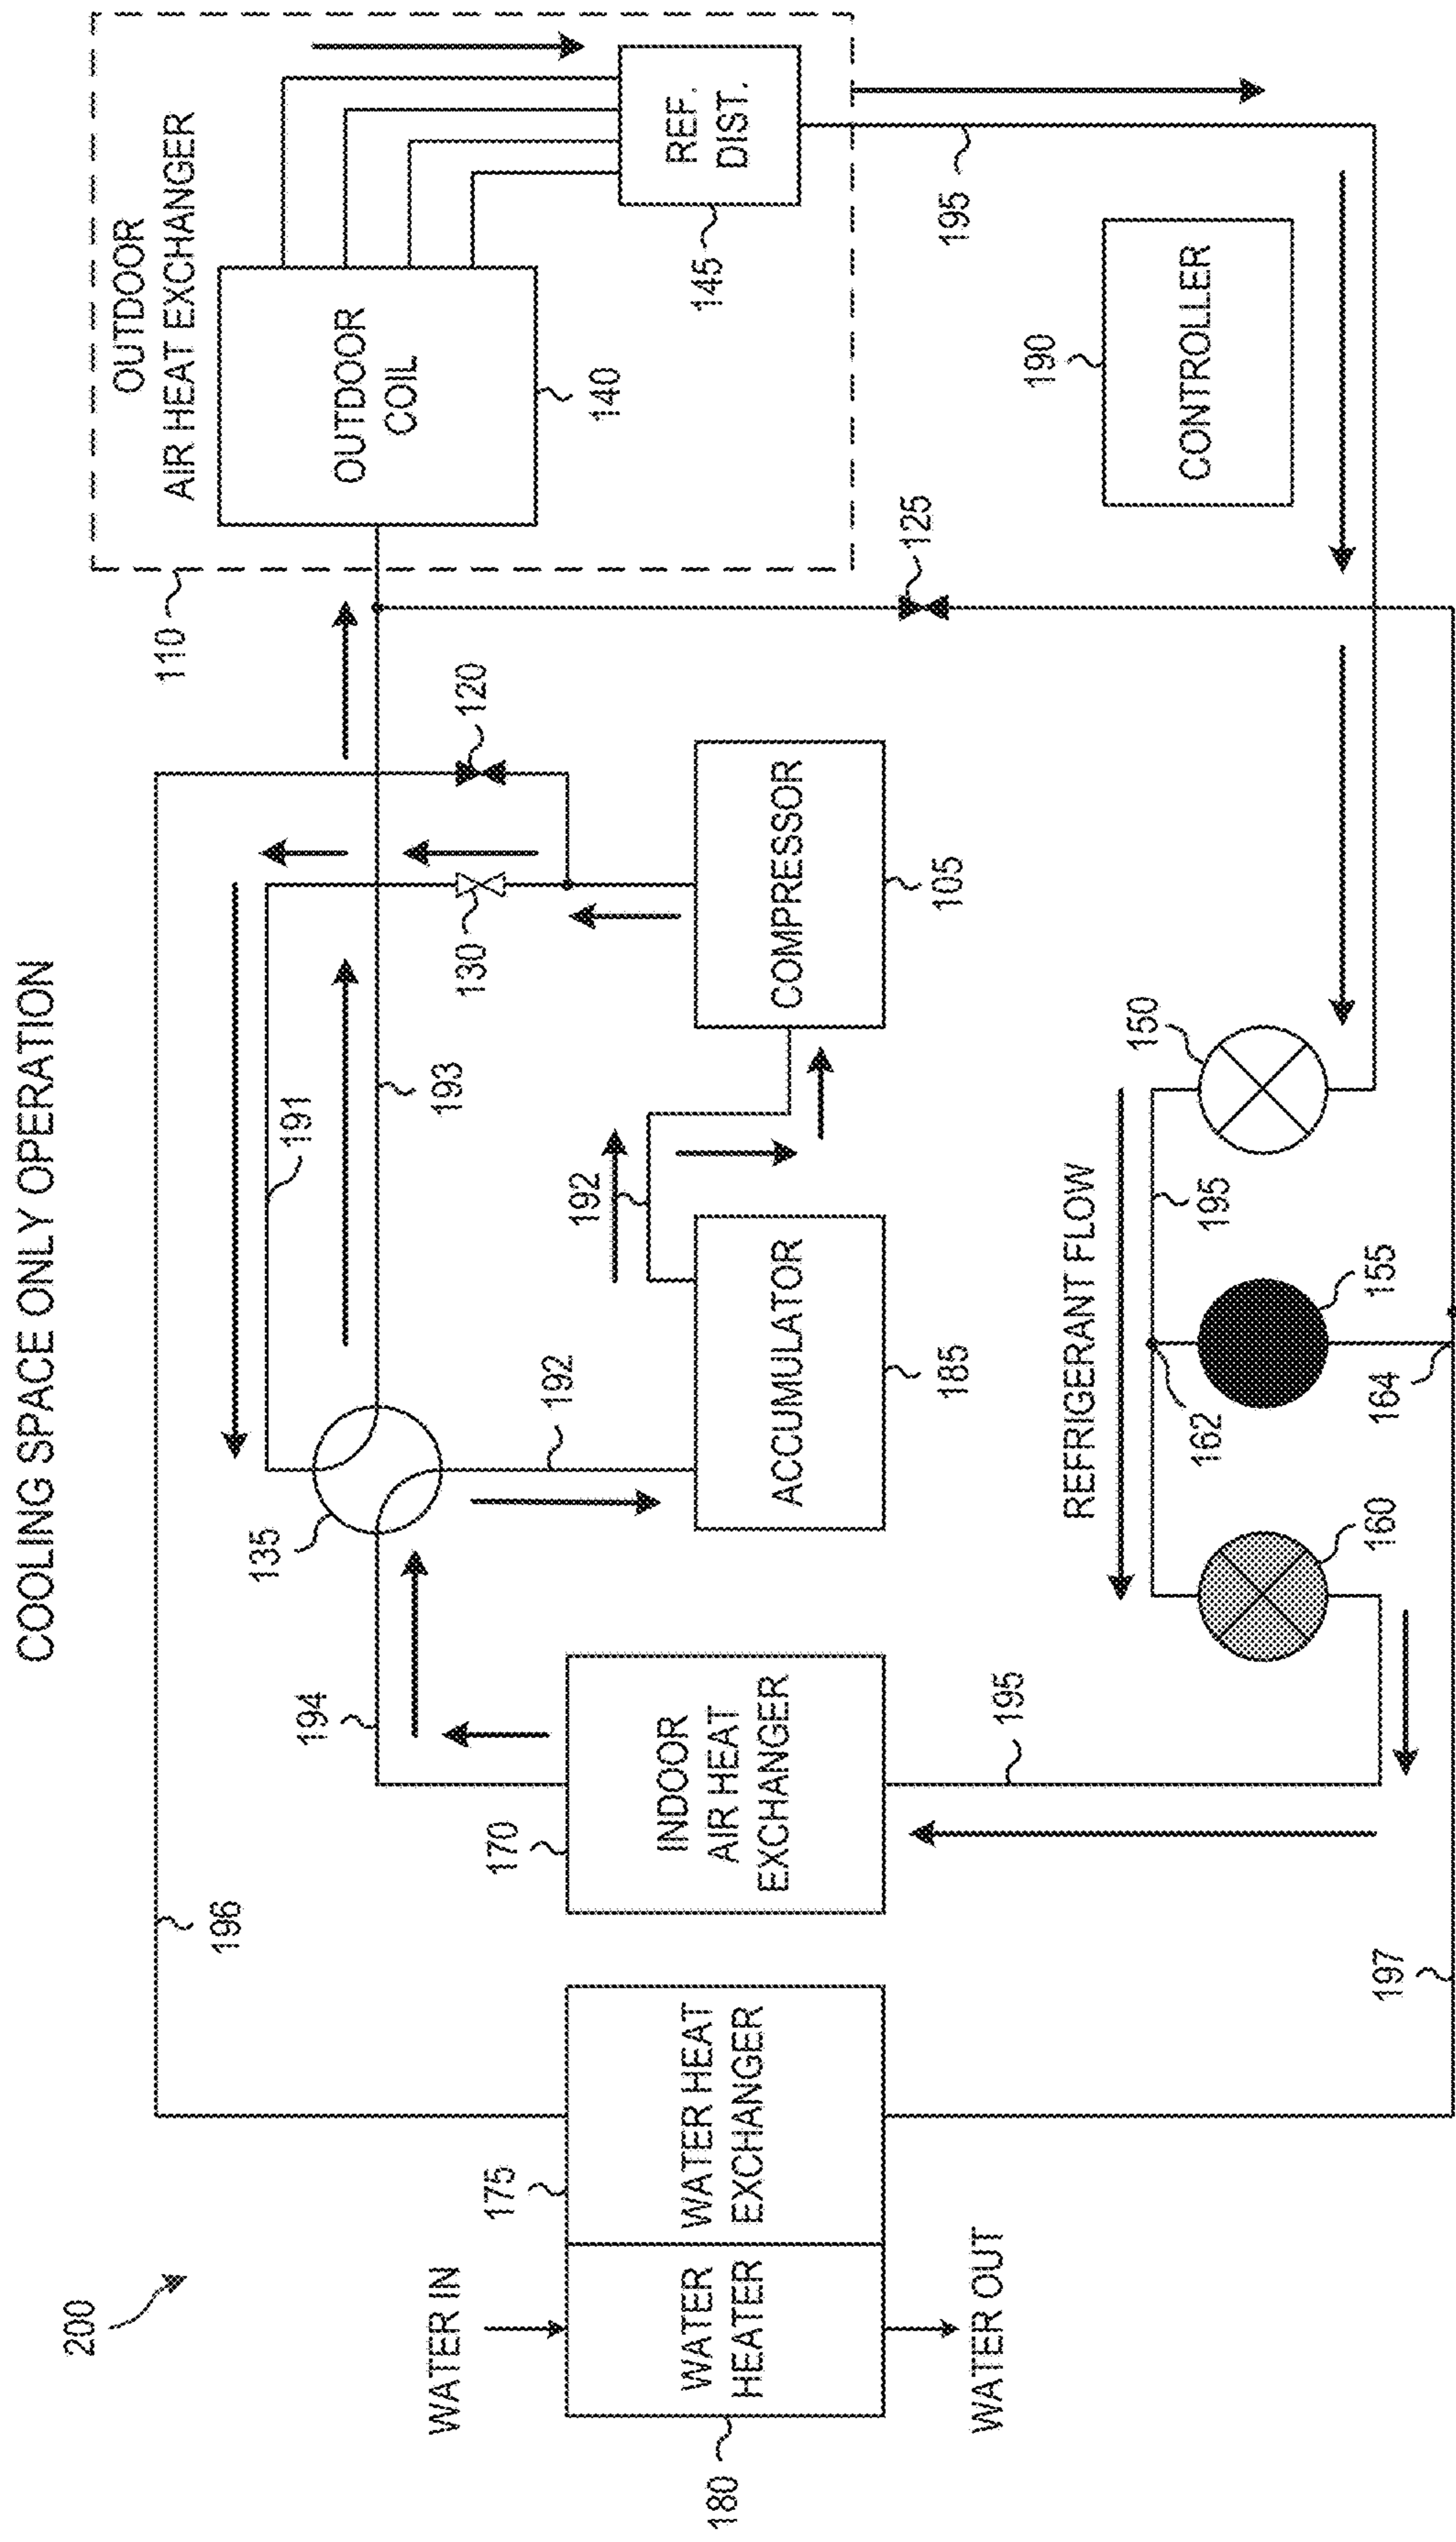 COOLING SPACE ONLY OPERATION
200
WATER IN
WATER
HEATER
180
WATER OUT
WATER HEAT
EXCHANGER
175
196
197
INDOOR
AIR HEAT
EXCHANGER
170
194
195
135
192
ACCUMULATOR
185
192
191
193
130
120
COMPRESSOR
105
REFRIGERANT FLOW
160
162
164
155
195
150
110
OUTDOOR
AIR HEAT EXCHANGER
OUTDOOR
COIL
140
REF.
DIST.
145
195
125
190
CONTROLLER